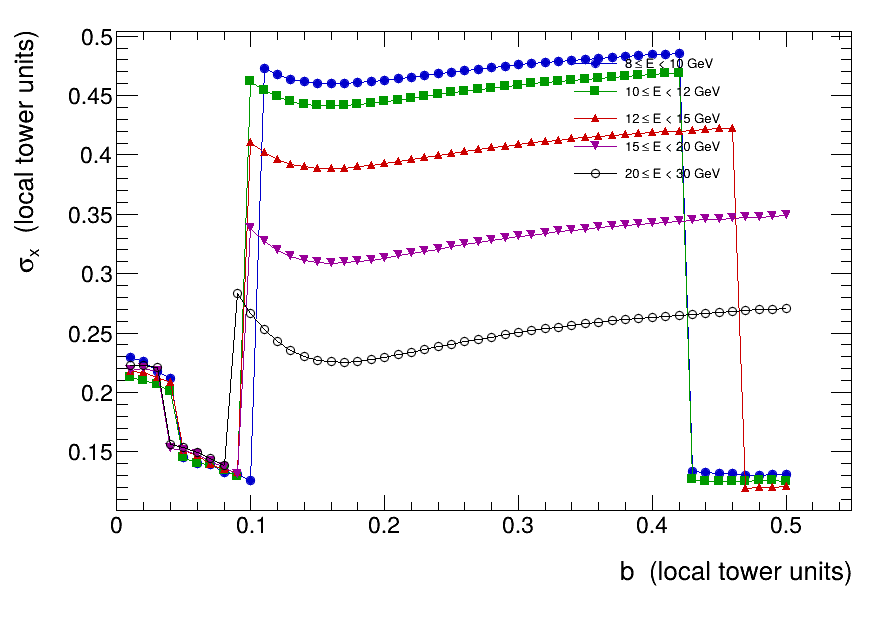 0.5
0.45
0.4
0.35
0.3
0.25
0.2
0.15
σx (local tower units)
8 ≤ E < 10 GeV
10 ≤ E < 12 GeV
12 ≤ E < 15 GeV
15 ≤ E < 20 GeV
20 ≤ E < 30 GeV
0 0.1 0.2 0.3 0.4 0.5
b (local tower units)